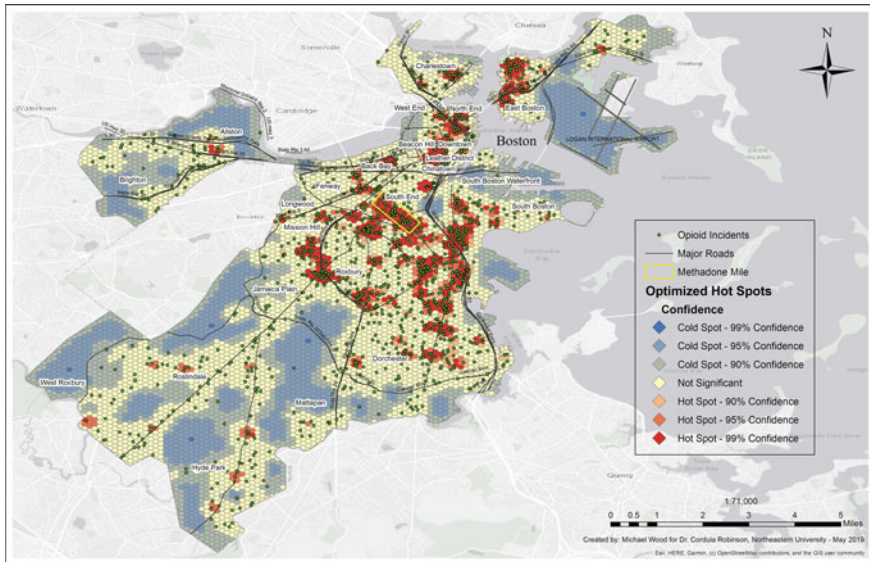 Chelsea
Somerville
N
Charlestown
Winthrop
Watertown
Cambridge
West End
North End
East Boston
Allston
Beacon Hill
Downtown
Boston
LOGAN INTERNATIONAL AIRPORT
Back Bay
Leather District
Chinatown
Brighton
Fenway
South Boston Waterfront
Longwood
South End
South Boston
Mission Hill
Roxbury
Jamaica Plain
Dorchester
West Roxbury
Roslindale
Mattapan
Hyde Park
Quincy
Opioid Incidents
Major Roads
Methadone Mile
Optimized Hot Spots
Confidence
Cold Spot - 99% Confidence
Cold Spot - 95% Confidence
Cold Spot - 90% Confidence
Not Significant
Hot Spot - 90% Confidence
Hot Spot - 95% Confidence
Hot Spot - 99% Confidence
1:71,000
0 0.5 1 2 3 4 5
Miles
Created by: Michael Wood for Dr. Cordula Robinson, Northeastern University - May 2019
Esri, HERE, Garmin, (c) OpenStreetMap contributors, and the GIS user community